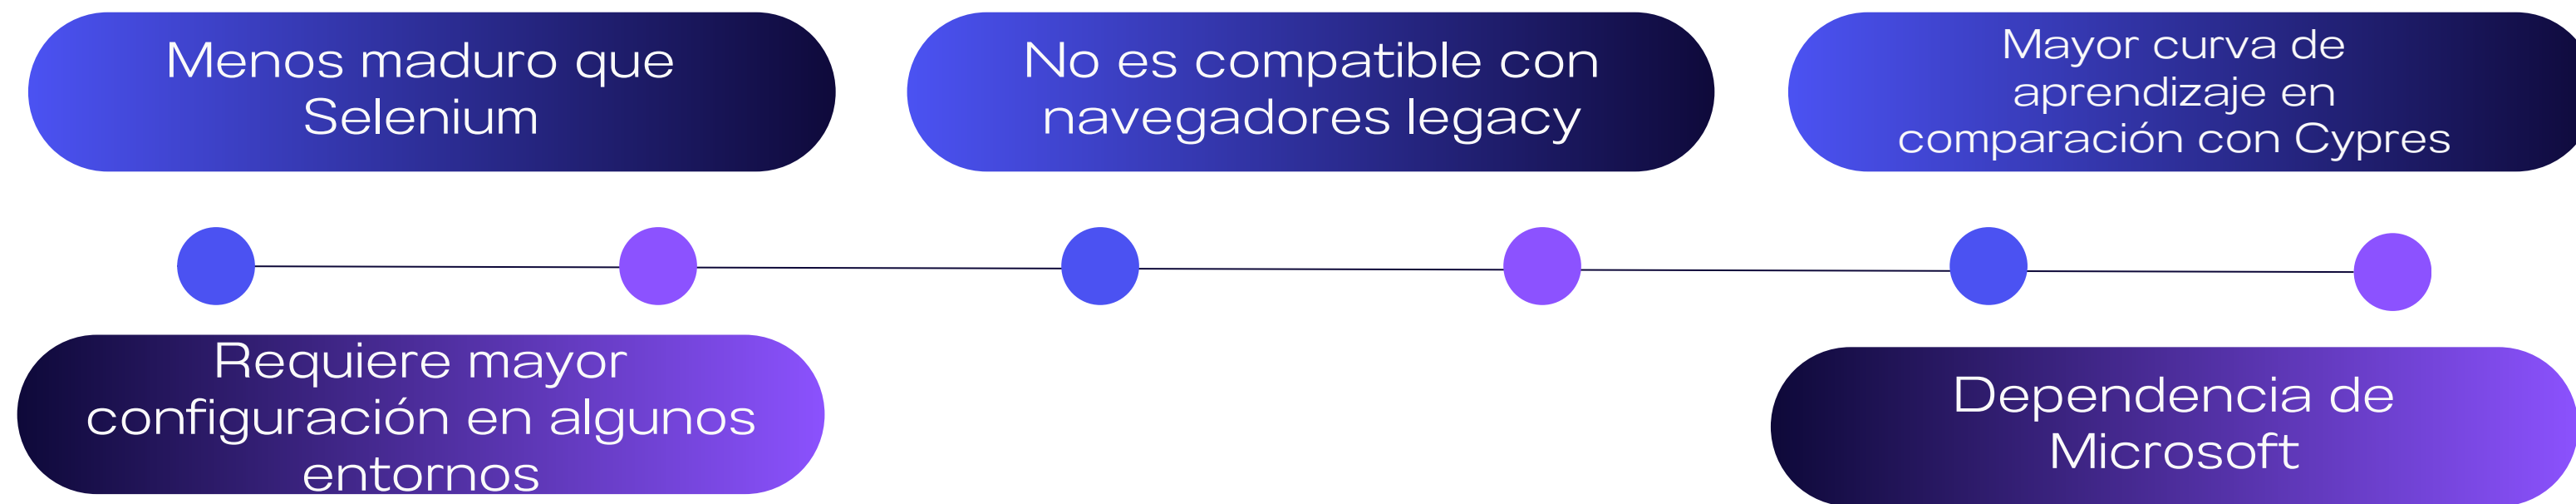 Menos maduro que
Selenium
No es compatible con
navegadores legacy
Mayor curva de
aprendizaje en
comparación con Cypres
Requiere mayor
configuración en algunos
entornos
Dependencia de
Microsoft